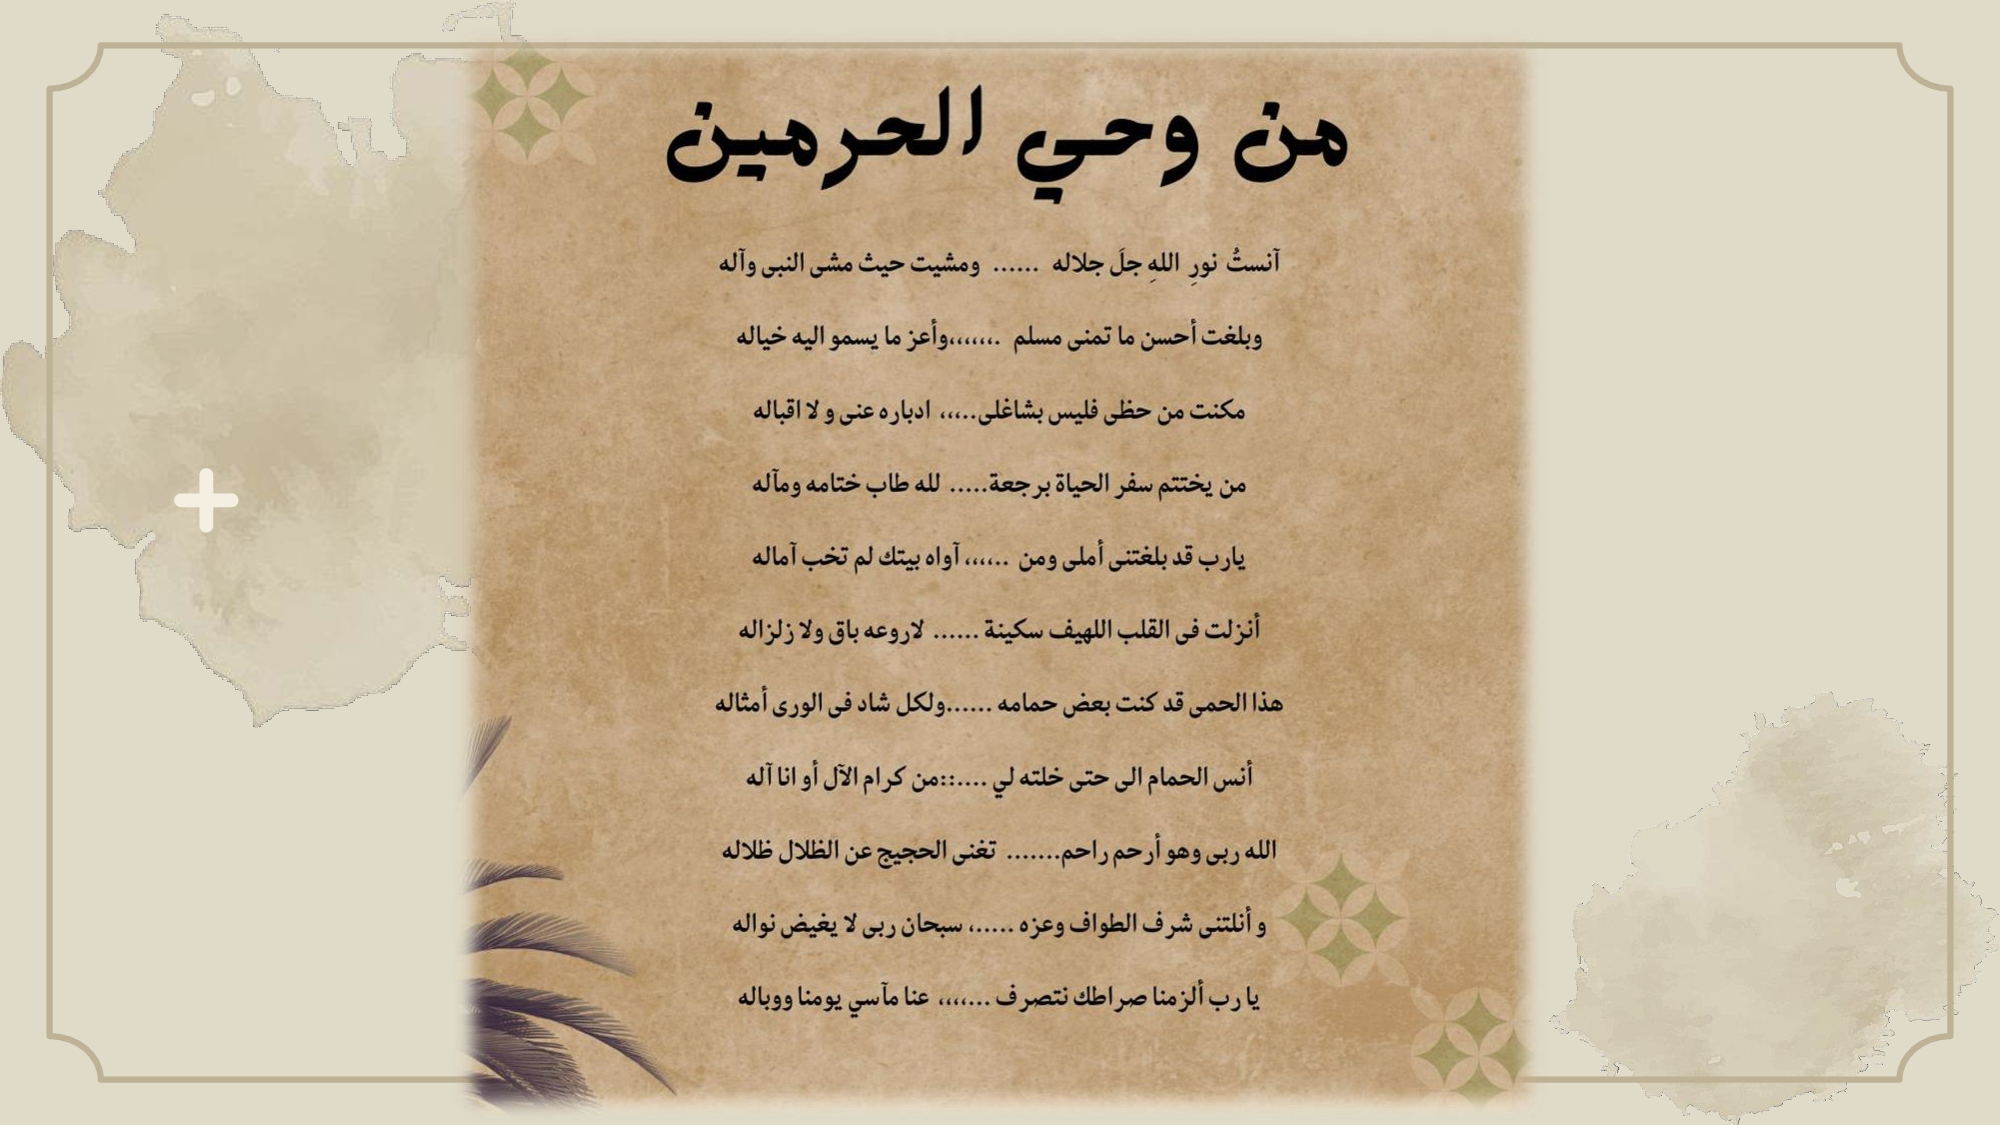 من وحي الحرمين
آنستُ نورِ اللهِ جلَ جلاله ...... ومشيت حيث مشى النبى وآله
وبلغت أحسن ما تمنى مسلم .،،،،،،وأعز ما يسمو اليه خياله
مكنت من حظى فليس بشاغلى..،،، ادباره عنى و لا اقباله
من يختتم سفر الحياة برجعة..... لله طاب ختامه ومآله
يارب قد بلغتنى أملى ومن ..،،،، آواه بيتك لم تخب آماله
أنزلت فى القلب اللهيف سكينة ...... لاروعه باق ولا زلزاله
هذا الحمى قد كنت بعض حمامه ......ولكل شاد فى الورى أمثاله
أنس الحمام الى حتى خلته لي ....::من كرام الآل أو انا آله
الله ربى وهو أرحم راحم....... تغنى الحجيج عن الظلال ظلاله
و أنلتنى شرف الطواف وعزه .....، سبحان ربى لا يغيض نواله
يا رب ألزمنا صراطك نتصرف ...،،،، عنا مآسي يومنا ووباله